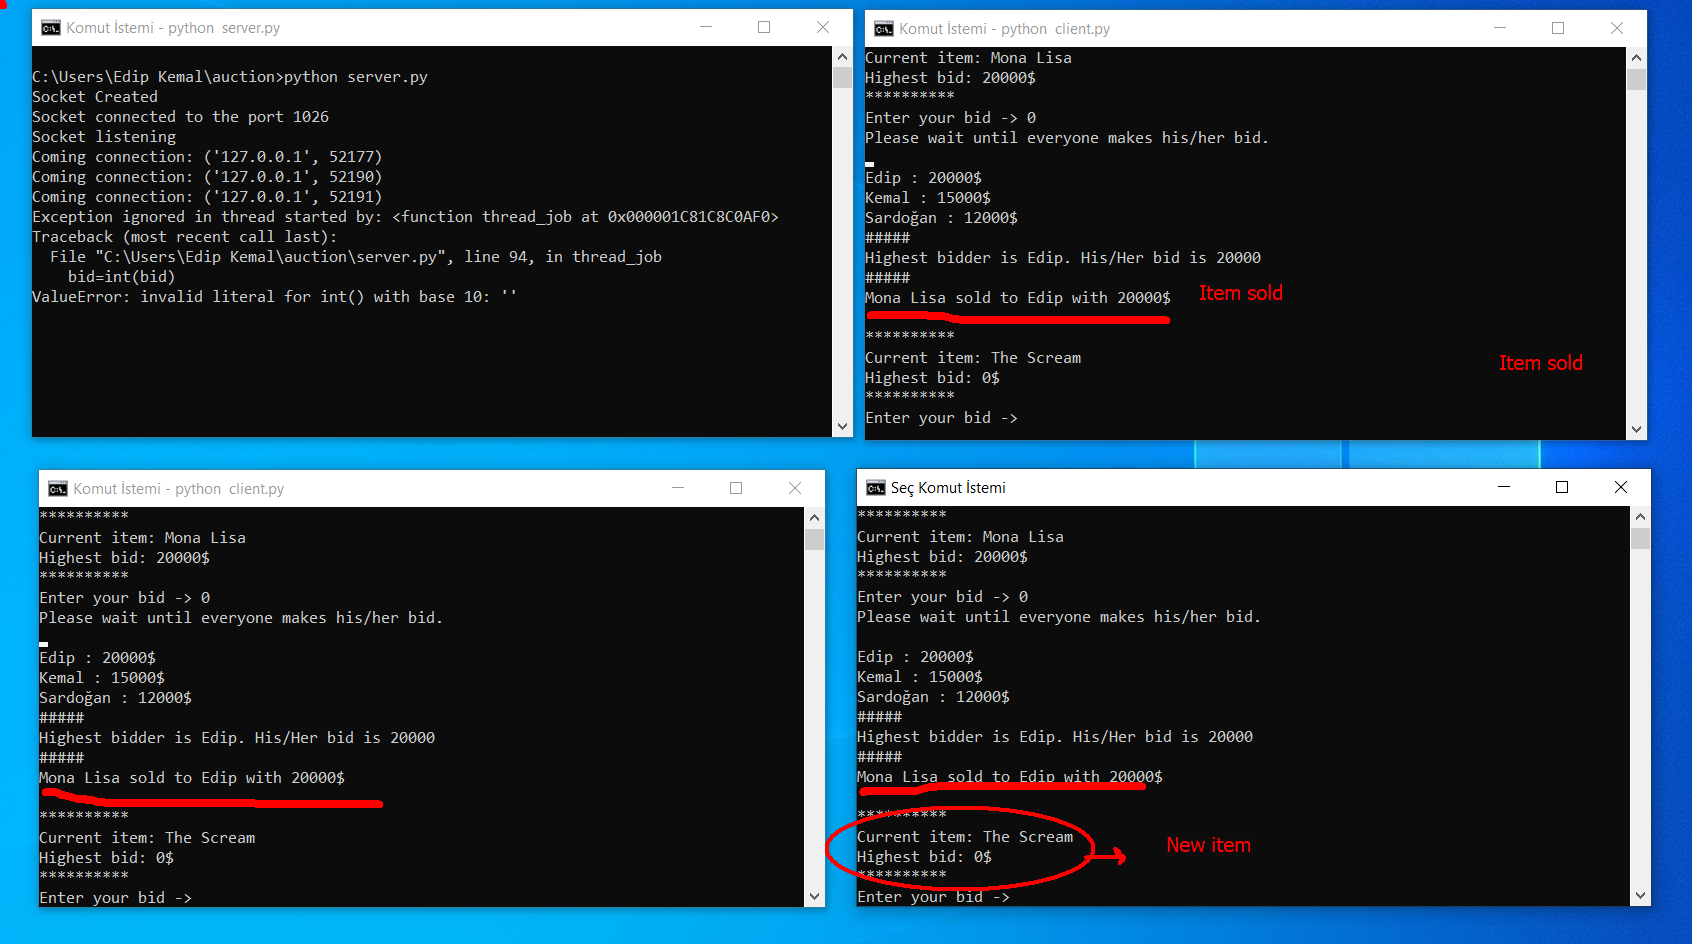 Komut İstemi - python  server.py
C:\Users\Edip Kemal\auction>python server.py
Socket Created
Socket connected to the port 1026
Socket listening
Coming connection: ('127.0.0.1', 52177)
Coming connection: ('127.0.0.1', 52190)
Coming connection: ('127.0.0.1', 52191)
Exception ignored in thread started by: <function thread_job at 0x000001C81C8C0AF0>
Traceback (most recent call last):
  File "C:\Users\Edip Kemal\auction\server.py", line 94, in thread_job
    bid=int(bid)
ValueError: invalid literal for int() with base 10: ''
Komut İstemi - python  client.py
Current item: Mona Lisa
Highest bid: 20000$
**********
Enter your bid -> 0
Please wait until everyone makes his/her bid.
Edip : 20000$
Kemal : 15000$
Sardoğan : 12000$
#####
Highest bidder is Edip. His/Her bid is 20000
#####
Mona Lisa sold to Edip with 20000$
Item sold
**********
Current item: The Scream
Item sold
Highest bid: 0$
**********
Enter your bid ->
Komut İstemi - python  client.py
**********
Current item: Mona Lisa
Highest bid: 20000$
**********
Enter your bid -> 0
Please wait until everyone makes his/her bid.
Edip : 20000$
Kemal : 15000$
Sardoğan : 12000$
#####
Highest bidder is Edip. His/Her bid is 20000
#####
Mona Lisa sold to Edip with 20000$
**********
Current item: The Scream
Highest bid: 0$
**********
Enter your bid ->
Seç Komut İstemi
**********
Current item: Mona Lisa
Highest bid: 20000$
**********
Enter your bid -> 0
Please wait until everyone makes his/her bid.
Edip : 20000$
Kemal : 15000$
Sardoğan : 12000$
#####
Highest bidder is Edip. His/Her bid is 20000
#####
Mona Lisa sold to Edip with 20000$
**********
Current item: The Scream
New item
Highest bid: 0$
**********
Enter your bid ->